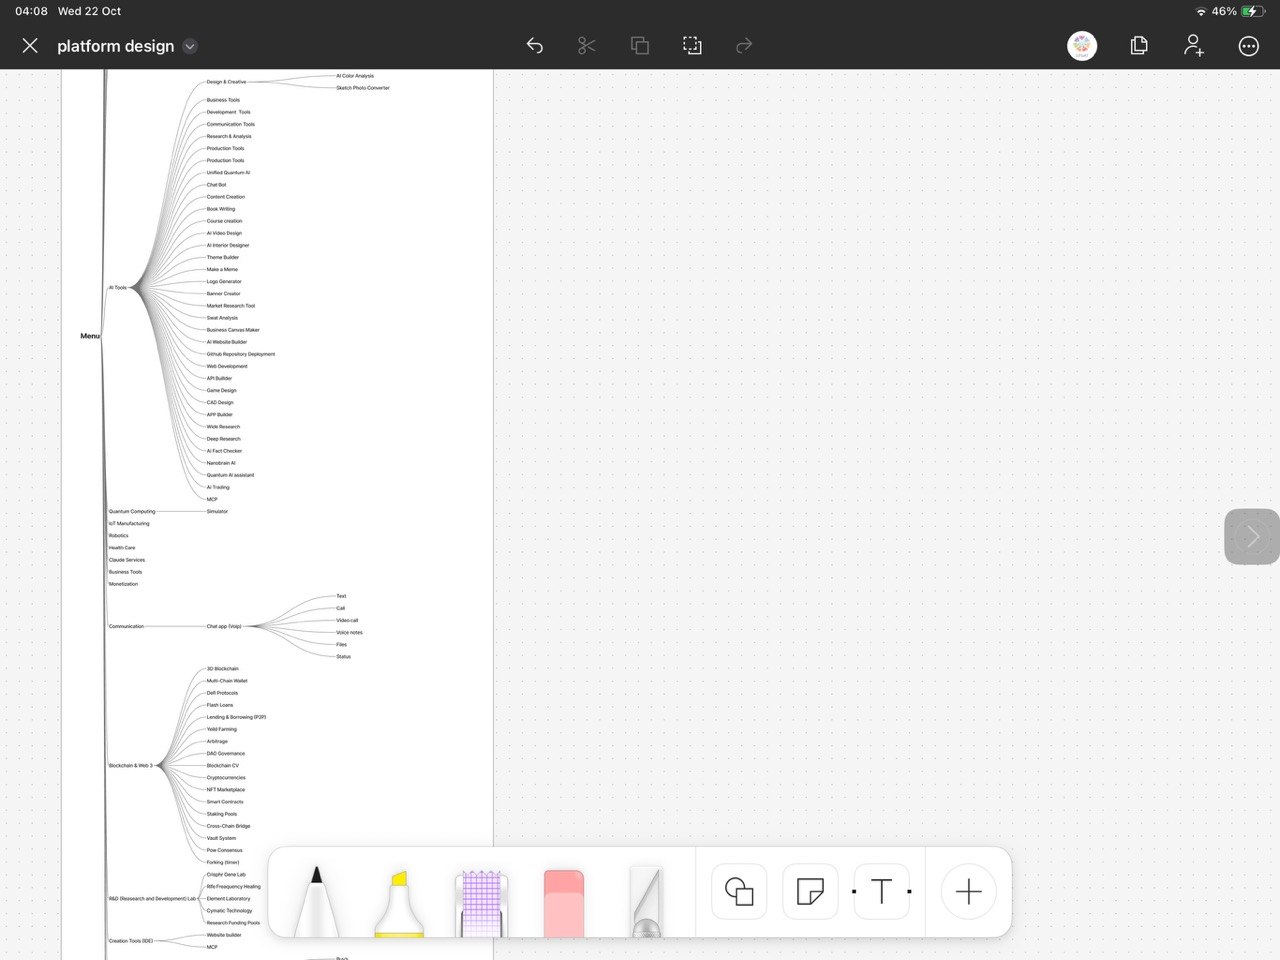 04:08 Wed 22 Oct
46%
platform design
Menu
AI Tools
Design & Creative
AI Color Analysis
Sketch Photo Converter
Business Tools
Development Tools
Communication Tools
Research & Analysis
Production Tools
Production Tools
Unified Quantum AI
Chat Bot
Content Creation
Book Writing
Course creation
AI Video Design
AI Interior Designer
Theme Builder
Make a Meme
Logo Generator
Banner Creator
Market Research Tool
Swat Analysis
Business Canvas Maker
AI Website Builder
Github Repository Deployment
Web Development
API Builder
Game Design
CAD Design
APP Builder
Wide Research
Deep Research
Ai Fact Checker
Nanobrain AI
Quantum AI assistant
Ai Trading
MCP
Quantum Computing
Simulator
IoT Manufacturing
Robotics
Health Care
Claude Services
Business Tools
Monetization
Communication
Chat app (Voip)
Text
Call
Video call
Voice notes
Files
Status
Blockchain & Web 3
3D Blockchain
Multi-Chain Wallet
Defi Protocols
Flash Loans
Lending & Borrowing (P2P)
Yeild Farming
Arbitrage
DAO Governance
Blockchain CV
Cryptocurrencies
NFT Marketplace
Smart Contracts
Staking Pools
Cross-Chain Bridge
Vault System
Pow Consensus
Forking (timer)
R&D (Reasearch and Development) Lab
Crisphr Gene Lab
Rife Freaquency Healing
Element Laboratory
Cymatic Technology
Research Funding Pools
Creation Tools (IDE)
Website builder
MCP
T